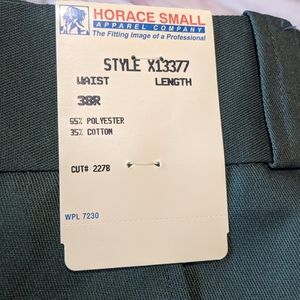 HORACE SMALL
APPAREL COMPANY
The Fitting Image of a Professional
STYLE X13377
WAIST LENGTH
38R
65% POLYESTER
35% COTTON
CUT# 2278
WPL 7230